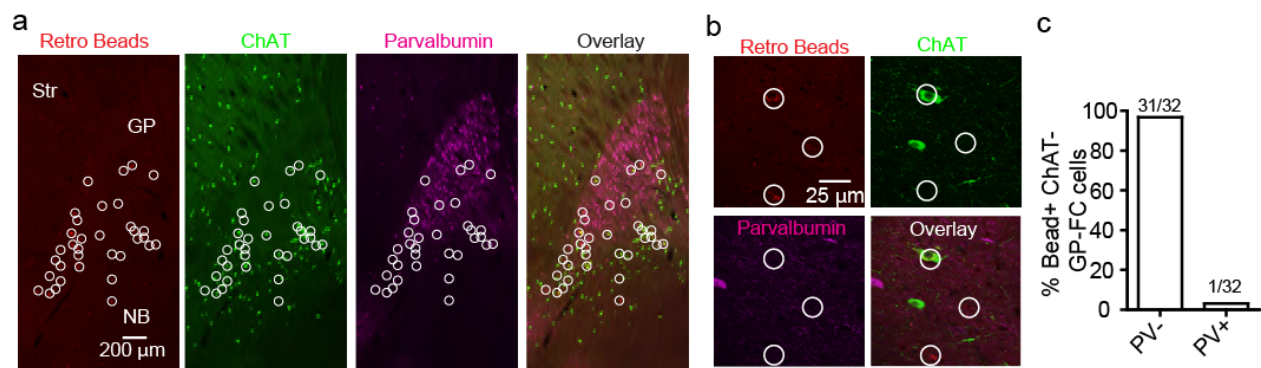 a
Retro Beads
ChAT
Parvalbumin
Overlay
Str
GP
NB
200 µm
b
Retro Beads
ChAT
25 µm
Parvalbumin
Overlay
c
% Bead+ ChAT-
GP-FC cells
100
80
60
40
20
0
31/32
1/32
PV-
PV+